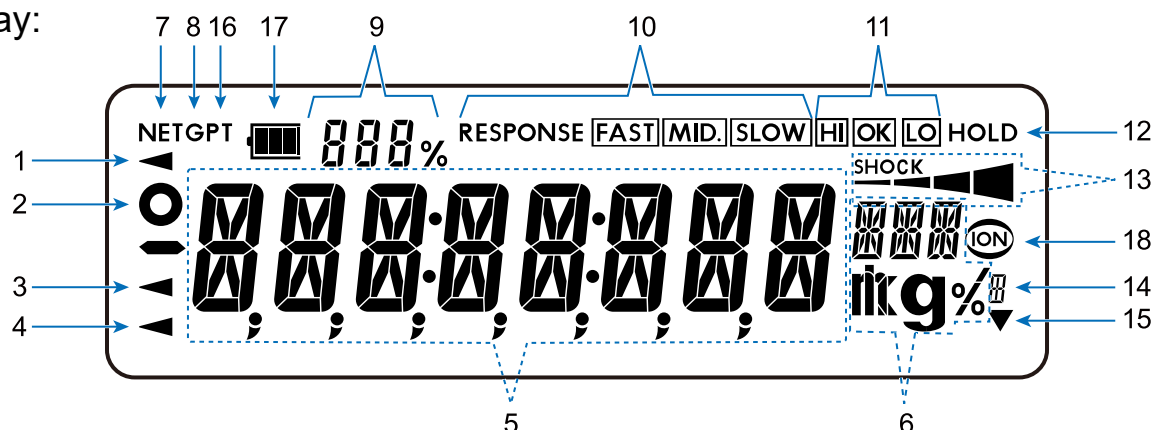 ay:
7 8 16 17 9 10 11
NETGPT 888% RESPONSE FAST MID. SLOW HI OK LO HOLD 12
1
SHOCK 13
2
ION 18
3 kg % 8 14
4 15
5 6